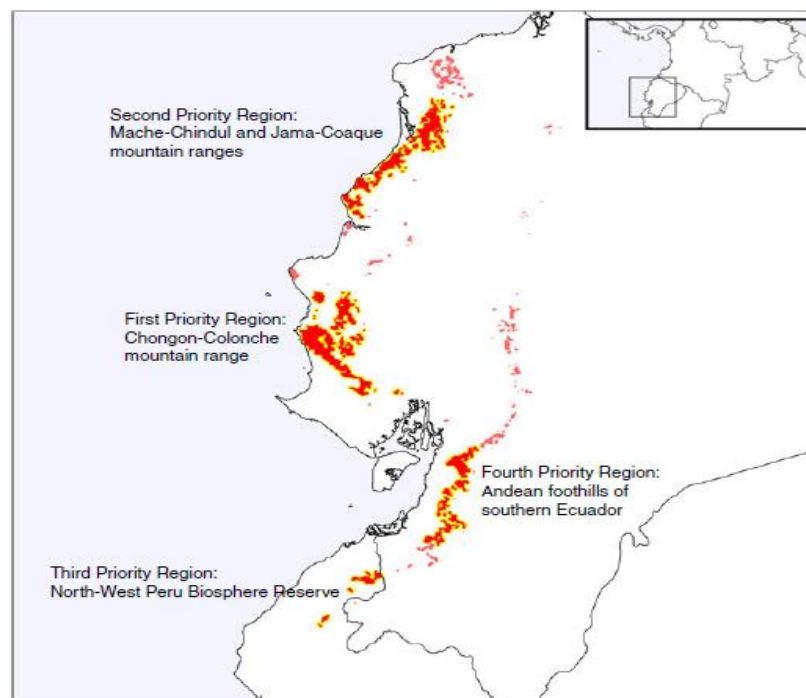 Second Priority Region:
Mache-Chindul and Jama-Coaque
mountain ranges
First Priority Region:
Chongon-Colonche
mountain range
Fourth Priority Region:
Andean foothills of
southern Ecuador
Third Priority Region:
North-West Peru Biosphere Reserve